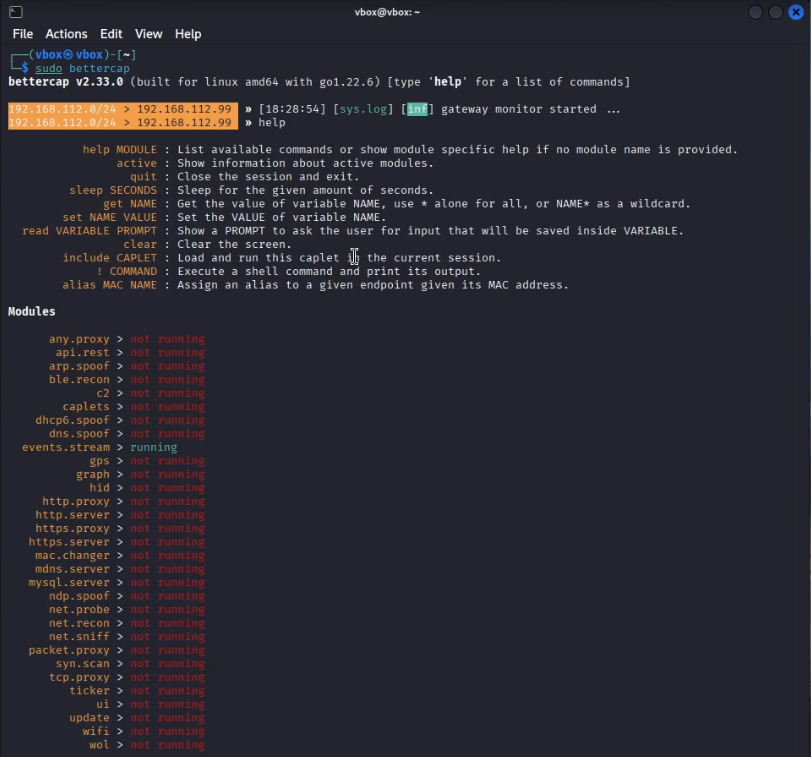 vbox@vbox: ~
File Actions Edit View Help
┌──(vbox㉿vbox)-[~]
└─$ sudo bettercap
bettercap v2.33.0 (built for linux amd64 with go1.22.6) [type 'help' for a list of commands]
192.168.112.0/24 > 192.168.112.99 » [18:28:54] [sys.log] [inf] gateway monitor started ...
192.168.112.0/24 > 192.168.112.99 » help
help MODULE : List available commands or show module specific help if no module name is provided.
active : Show information about active modules.
quit : Close the session and exit.
sleep SECONDS : Sleep for the given amount of seconds.
get NAME : Get the value of variable NAME, use * alone for all, or NAME* as a wildcard.
set NAME VALUE : Set the VALUE of variable NAME.
read VARIABLE PROMPT : Show a PROMPT to ask the user for input that will be saved inside VARIABLE.
clear : Clear the screen.
include CAPLET : Load and run this caplet in the current session.
! COMMAND : Execute a shell command and print its output.
alias MAC NAME : Assign an alias to a given endpoint given its MAC address.
Modules
any.proxy > not running
api.rest > not running
arp.spoof > not running
ble.recon > not running
c2 > not running
caplets > not running
dhcp6.spoof > not running
dns.spoof > not running
events.stream > running
gps > not running
graph > not running
hid > not running
http.proxy > not running
http.server > not running
https.proxy > not running
https.server > not running
mac.changer > not running
mdns.server > not running
mysql.server > not running
ndp.spoof > not running
net.probe > not running
net.recon > not running
net.sniff > not running
packet.proxy > not running
syn.scan > not running
tcp.proxy > not running
ticker > not running
ui > not running
update > not running
wifi > not running
wol > not running